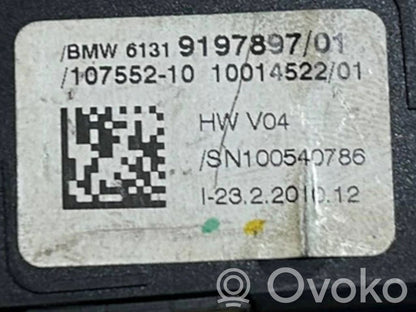 /BMW 6131 9197897/01
/107552-10 10014522/01
HW V04
/SN100540786
I-23.2.2010.12
Ovoko